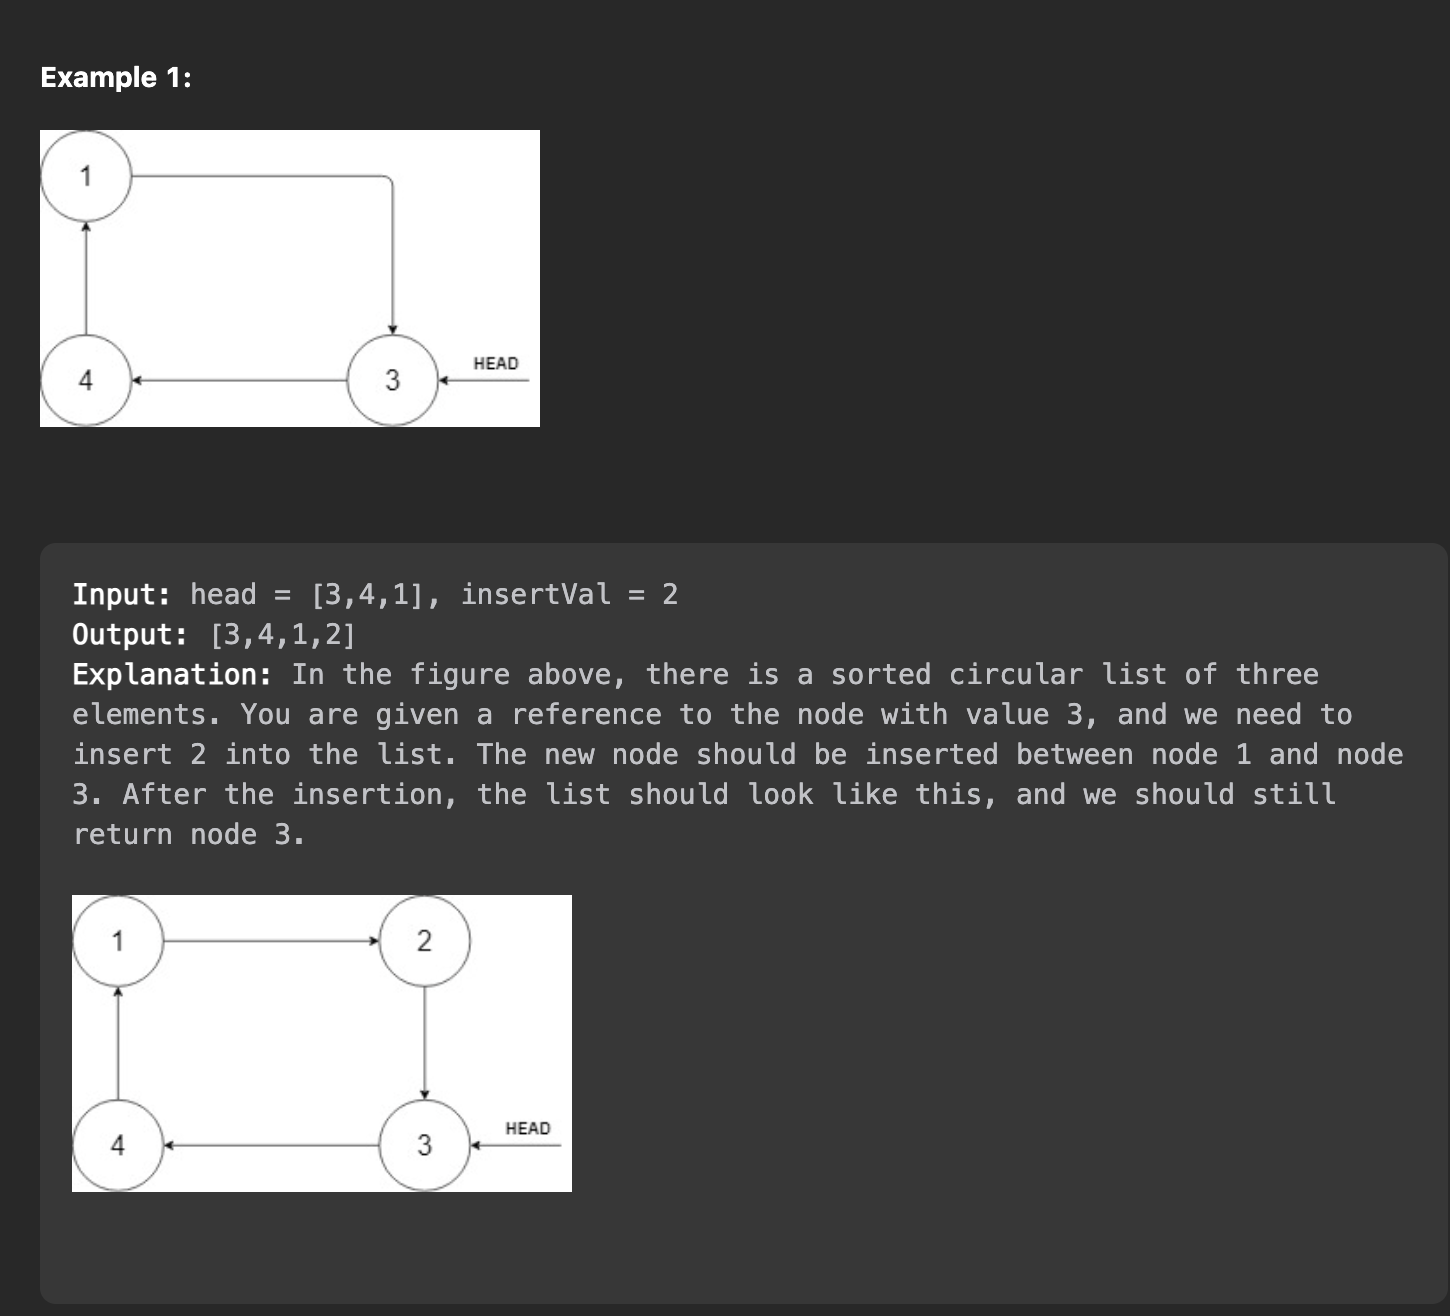 Example 1:
1
4
3
HEAD
Input: head = [3,4,1], insertVal = 2
Output: [3,4,1,2]
Explanation: In the figure above, there is a sorted circular list of three
elements. You are given a reference to the node with value 3, and we need to
insert 2 into the list. The new node should be inserted between node 1 and node
3. After the insertion, the list should look like this, and we should still
return node 3.
1
2
4
3
HEAD